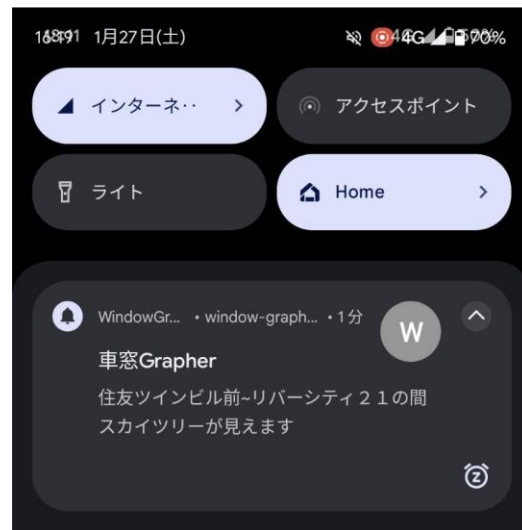 1月27日(土)
4G 70%
インターネ‥
アクセスポイント
ライト
Home
WindowGr... • window-graph... • 1分
W
車窓Grapher
住友ツインビル前~リバーシティ２１の間
スカイツリーが見えます
z